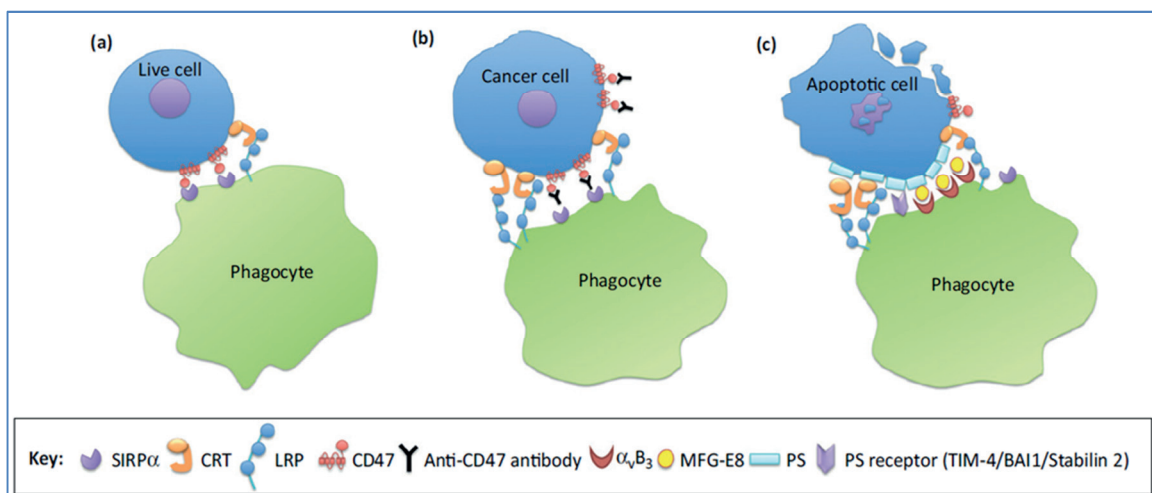 (a)
Live cell
Phagocyte
(b)
Cancer cell
Phagocyte
(c)
Apoptotic cell
Phagocyte
Key: SIRPα CRT LRP CD47 Anti-CD47 antibody αvB3 MFG-E8 PS PS receptor (TIM-4/BAI1/Stabilin 2)